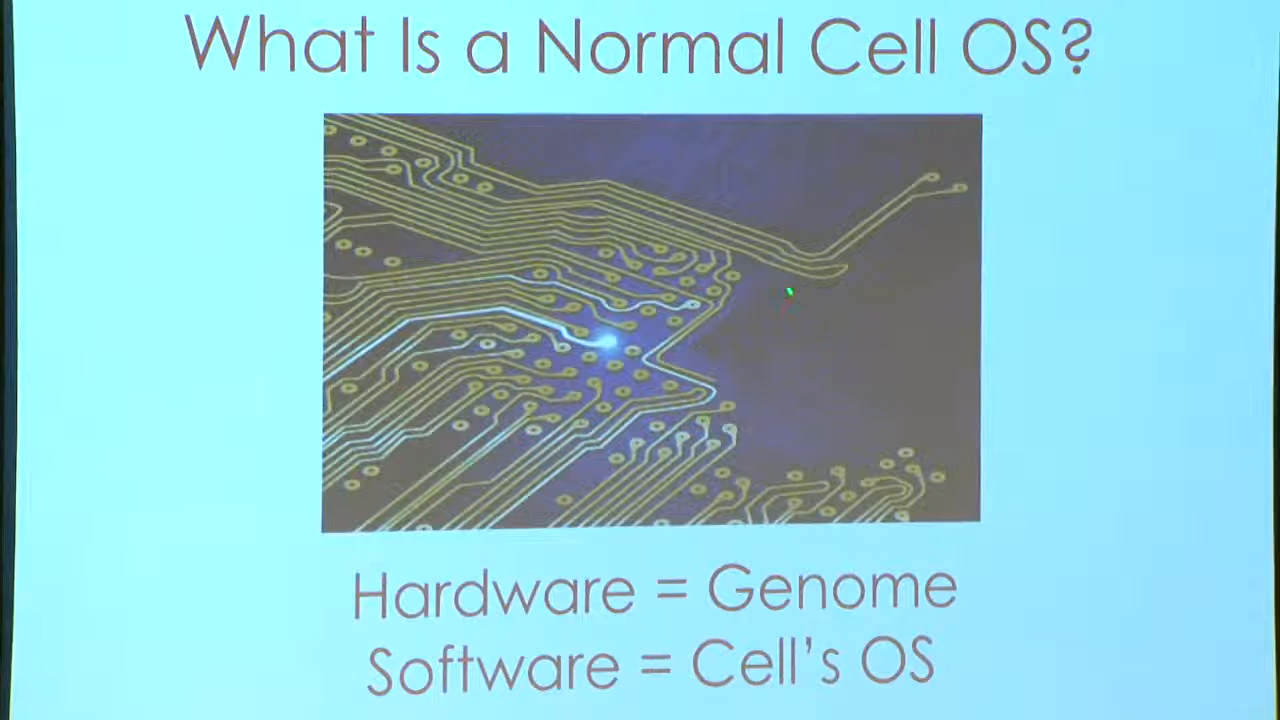 What Is a Normal Cell OS?
Hardware = Genome
Software = Cell's OS